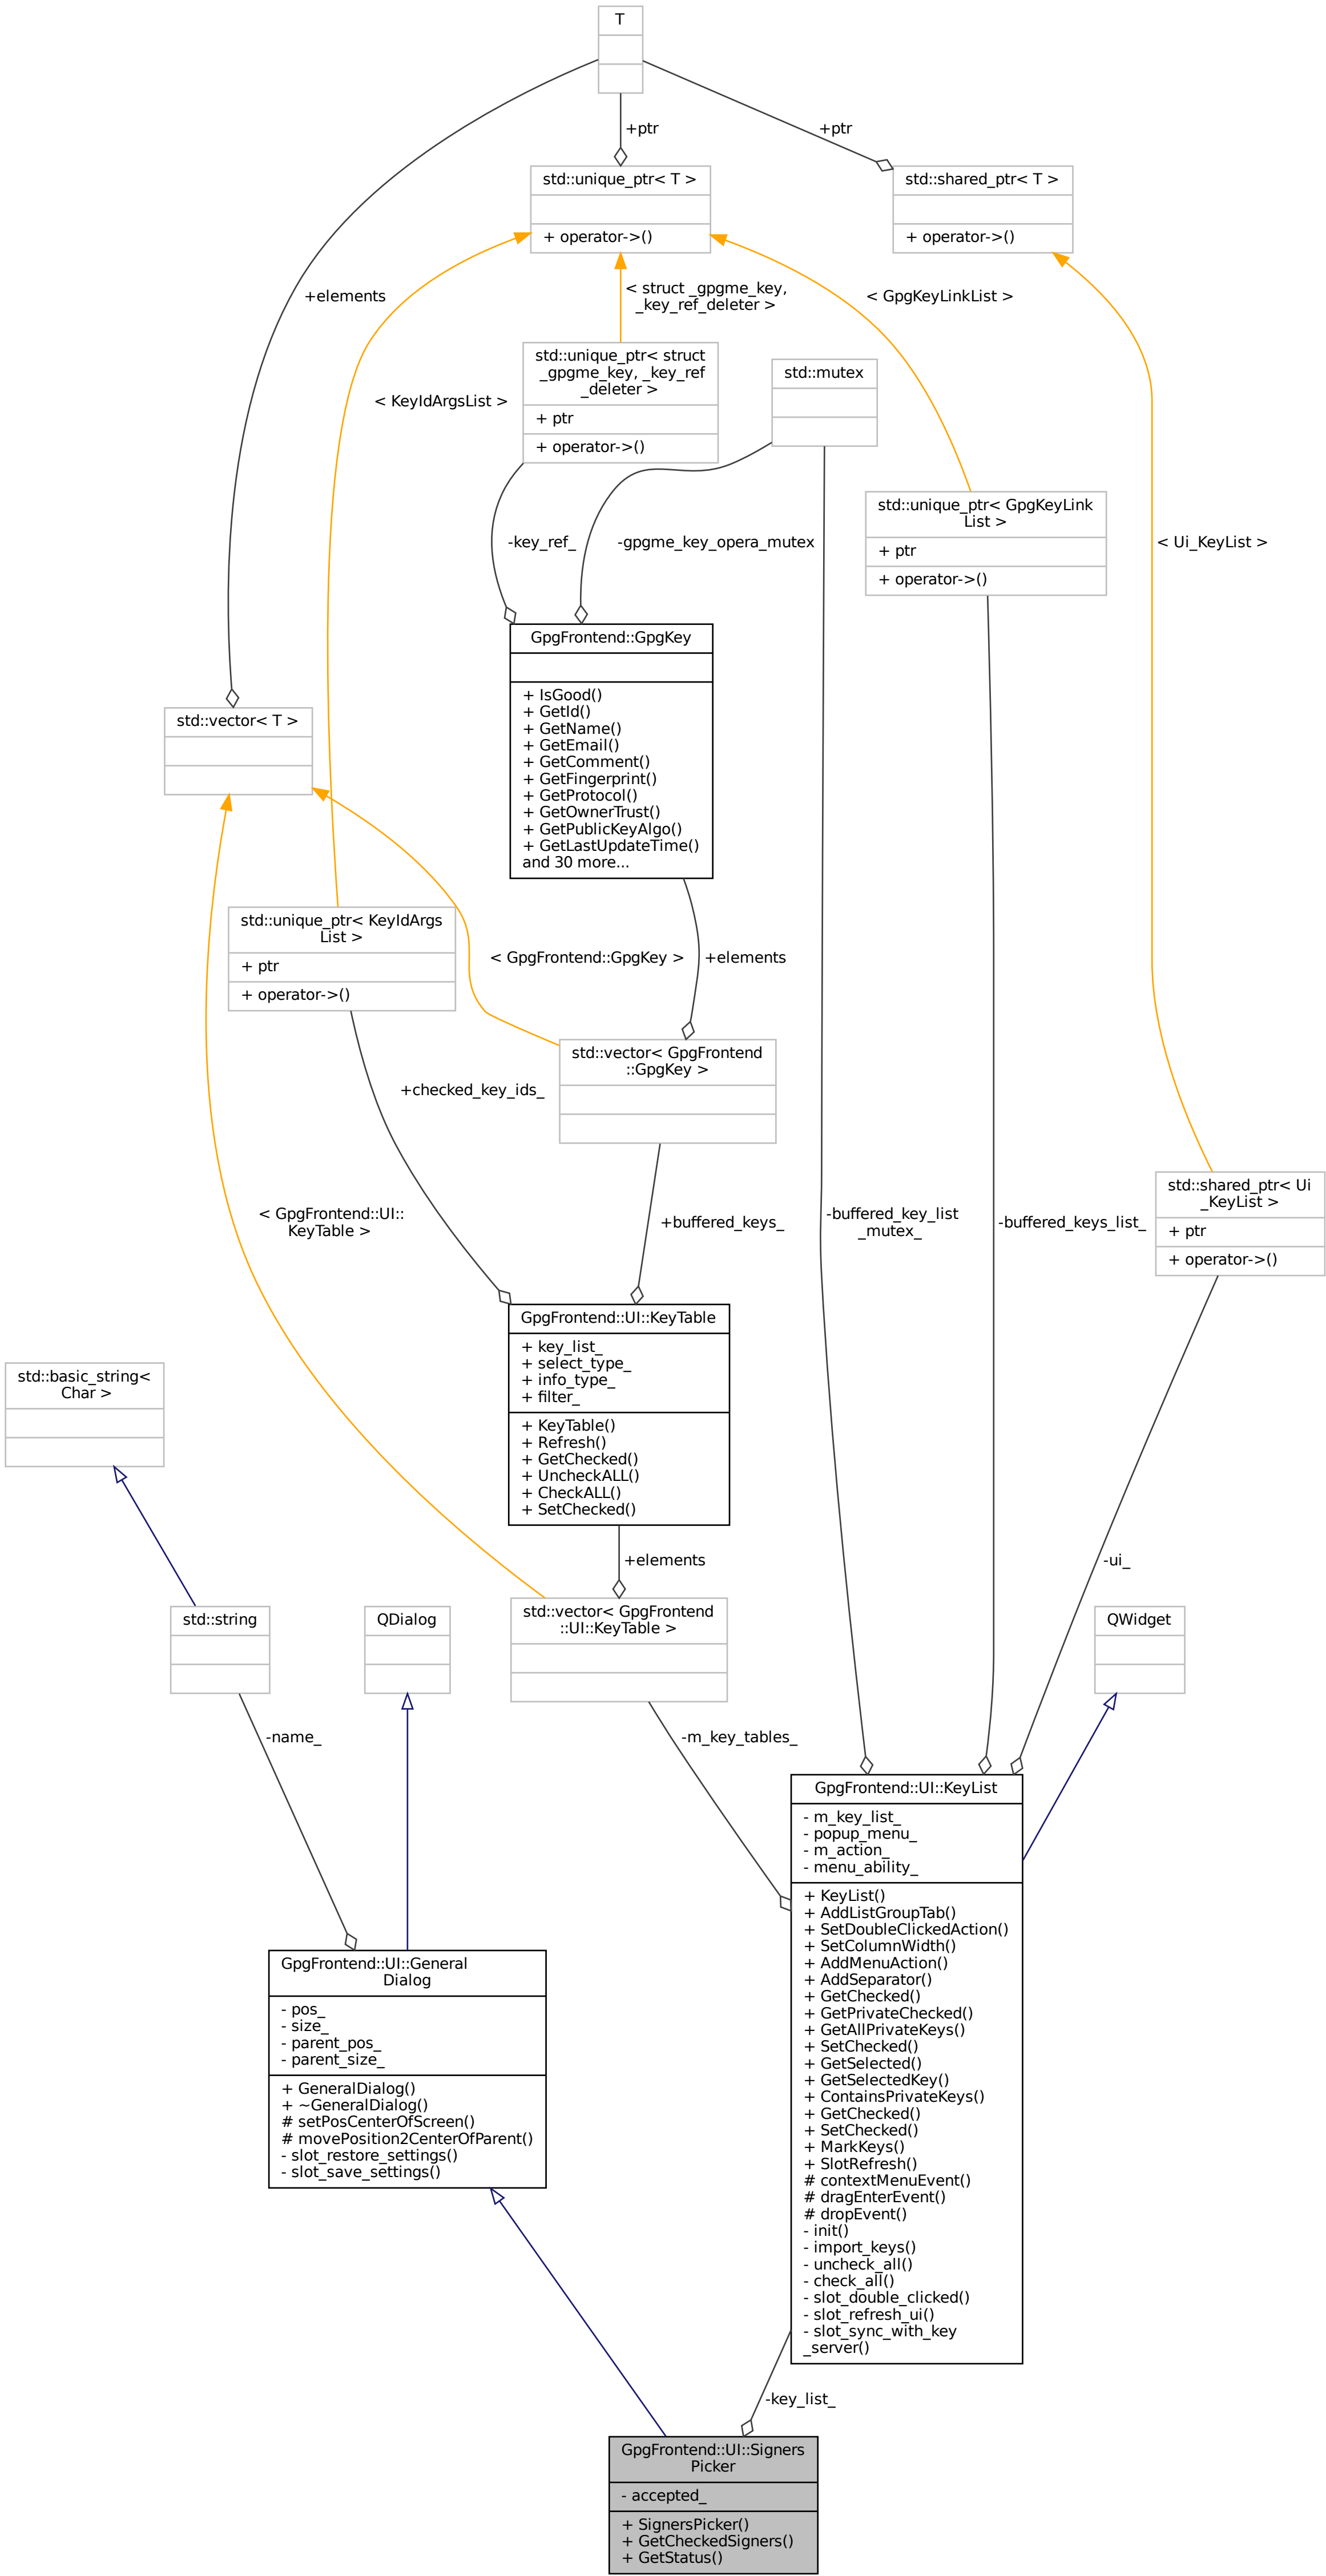 T
+ptr
+ptr
std::unique_ptr< T >
+ operator->()
std::shared_ptr< T >
+ operator->()
+elements
< struct _gpgme_key,
_key_ref_deleter >
< GpgKeyLinkList >
std::unique_ptr< struct
_gpgme_key, _key_ref
_deleter >
+ ptr
+ operator->()
std::mutex
< KeyIdArgsList >
std::unique_ptr< GpgKeyLink
List >
+ ptr
+ operator->()
-key_ref_
-gpgme_key_opera_mutex
< Ui_KeyList >
GpgFrontend::GpgKey
+ IsGood()
+ GetId()
+ GetName()
+ GetEmail()
+ GetComment()
+ GetFingerprint()
+ GetProtocol()
+ GetOwnerTrust()
+ GetPublicKeyAlgo()
+ GetLastUpdateTime()
and 30 more...
std::vector< T >
std::unique_ptr< KeyIdArgs
List >
+ ptr
+ operator->()
< GpgFrontend::GpgKey >
+elements
std::vector< GpgFrontend
::GpgKey >
+checked_key_ids_
std::shared_ptr< Ui
_KeyList >
+ ptr
+ operator->()
< GpgFrontend::UI::
KeyTable >
+buffered_keys_
-buffered_key_list
_mutex_
-buffered_keys_list_
GpgFrontend::UI::KeyTable
+ key_list_
+ select_type_
+ info_type_
+ filter_
+ KeyTable()
+ Refresh()
+ GetChecked()
+ UncheckALL()
+ CheckALL()
+ SetChecked()
std::basic_string<
Char >
+elements
-ui_
std::string
QDialog
std::vector< GpgFrontend
::UI::KeyTable >
QWidget
-name_
-m_key_tables_
GpgFrontend::UI::KeyList
- m_key_list_
- popup_menu_
- m_action_
- menu_ability_
+ KeyList()
+ AddListGroupTab()
+ SetDoubleClickedAction()
+ SetColumnWidth()
+ AddMenuAction()
+ AddSeparator()
+ GetChecked()
+ GetPrivateChecked()
+ GetAllPrivateKeys()
+ SetChecked()
+ GetSelected()
+ GetSelectedKey()
+ ContainsPrivateKeys()
+ GetChecked()
+ SetChecked()
+ MarkKeys()
+ SlotRefresh()
# contextMenuEvent()
# dragEnterEvent()
# dropEvent()
- init()
- import_keys()
- uncheck_all()
- check_all()
- slot_double_clicked()
- slot_refresh_ui()
- slot_sync_with_key
_server()
GpgFrontend::UI::General
Dialog
- pos_
- size_
- parent_pos_
- parent_size_
+ GeneralDialog()
+ ~GeneralDialog()
# setPosCenterOfScreen()
# movePosition2CenterOfParent()
- slot_restore_settings()
- slot_save_settings()
-key_list_
GpgFrontend::UI::Signers
Picker
- accepted_
+ SignersPicker()
+ GetCheckedSigners()
+ GetStatus()